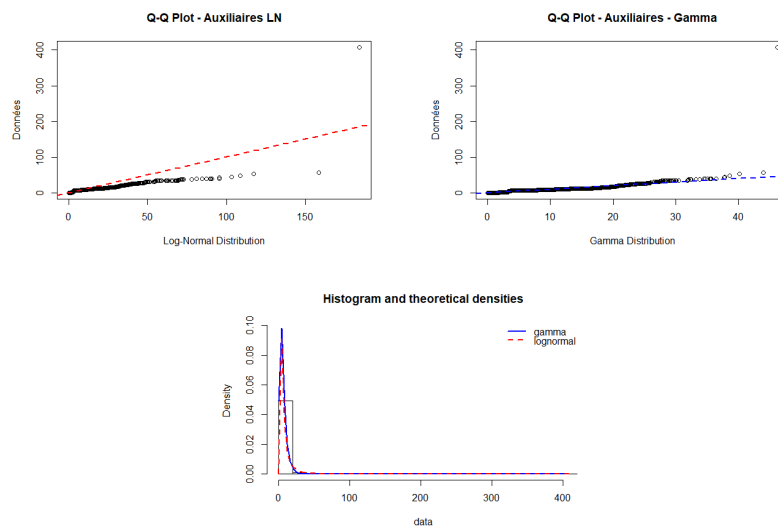 Q-Q Plot - Auxiliaires LN
Données
400
300
200
100
0
0 50 100 150
Log-Normal Distribution
Q-Q Plot - Auxiliaires - Gamma
Données
400
300
200
100
0
0 10 20 30 40
Gamma Distribution
Histogram and theoretical densities
Density
0.10
0.08
0.06
0.04
0.02
0.00
gamma
lognormal
0 100 200 300 400
data